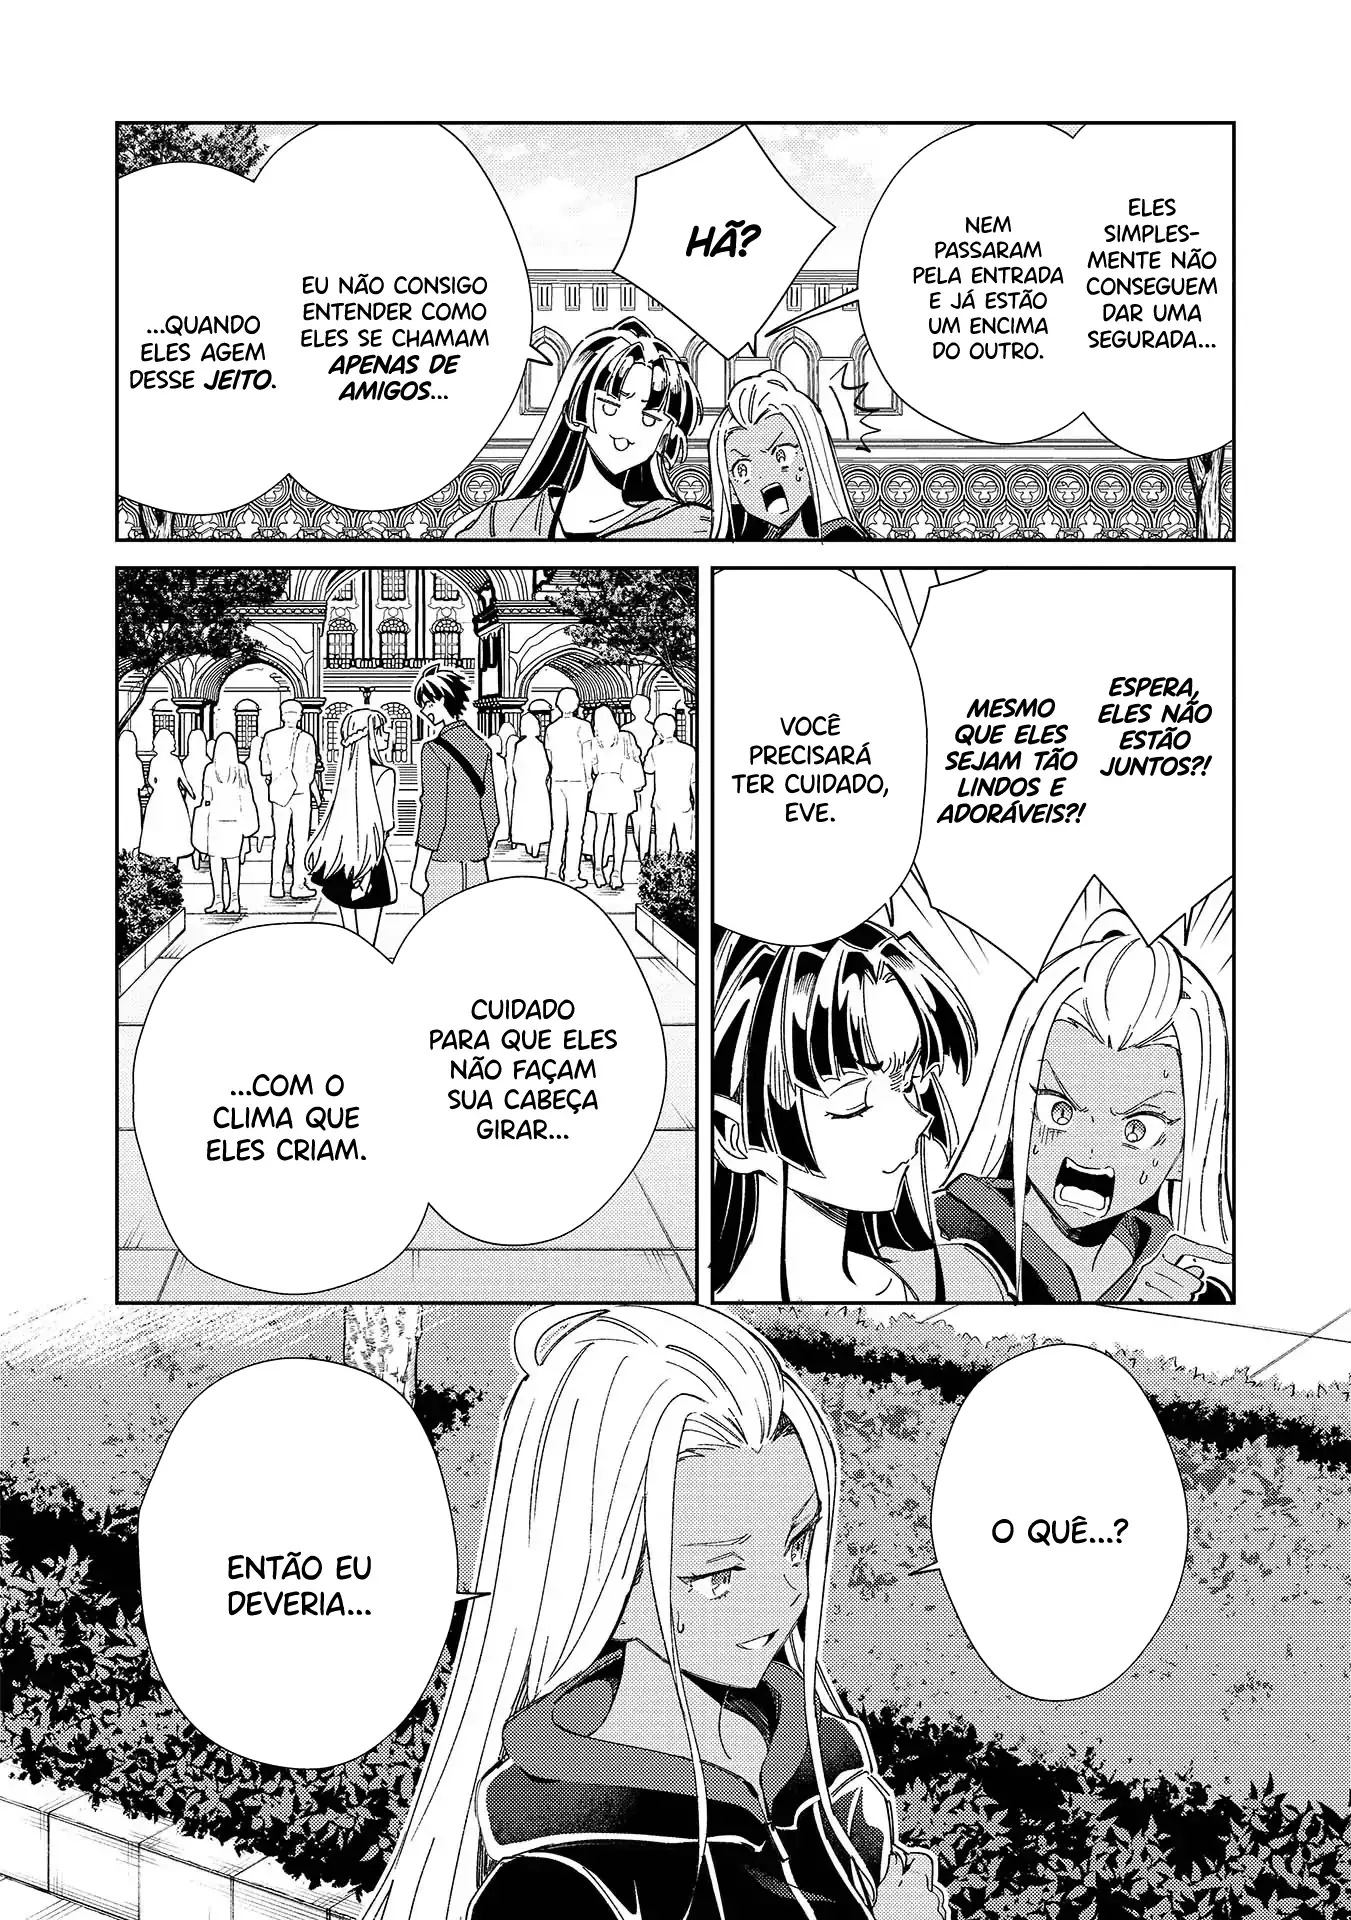 ELES
SIMPLES-
MENTE NÃO
CONSEGUEM
DAR UMA
SEGURADA...
NEM
PASSARAM
PELA ENTRADA
E JÁ ESTÃO
UM ENCIMA
DO OUTRO.
HÃ?
EU NÃO CONSIGO
ENTENDER COMO
ELES SE CHAMAM
APENAS DE
AMIGOS...
...QUANDO
ELES AGEM
DESSE JEITO.
ESPERA,
ELES NÃO
ESTÃO
JUNTOS?!
MESMO
QUE ELES
SEJAM TÃO
LINDOS E
ADORÁVEIS?!
VOCÊ
PRECISARÁ
TER CUIDADO,
EVE.
CUIDADO
PARA QUE ELES
NÃO FAÇAM
SUA CABEÇA
GIRAR...
...COM O
CLIMA QUE
ELES CRIAM.
O QUÊ...?
ENTÃO EU
DEVERIA...